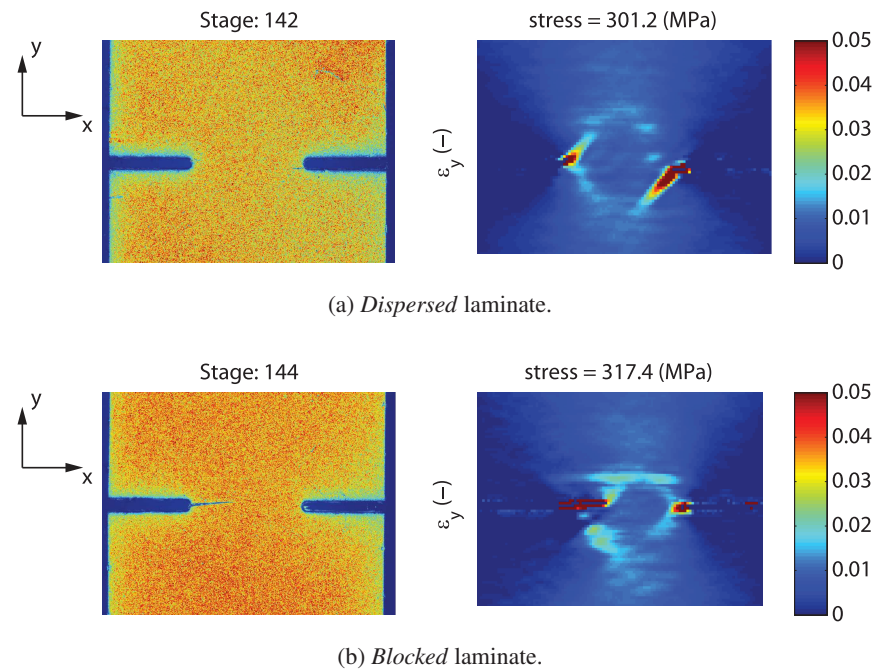 Stage: 142
stress = 301.2 (MPa)
y
x
ε_y (−)
0.05
0.04
0.03
0.02
0.01
0
(a) Dispersed laminate.
Stage: 144
stress = 317.4 (MPa)
y
x
ε_y (−)
0.05
0.04
0.03
0.02
0.01
0
(b) Blocked laminate.